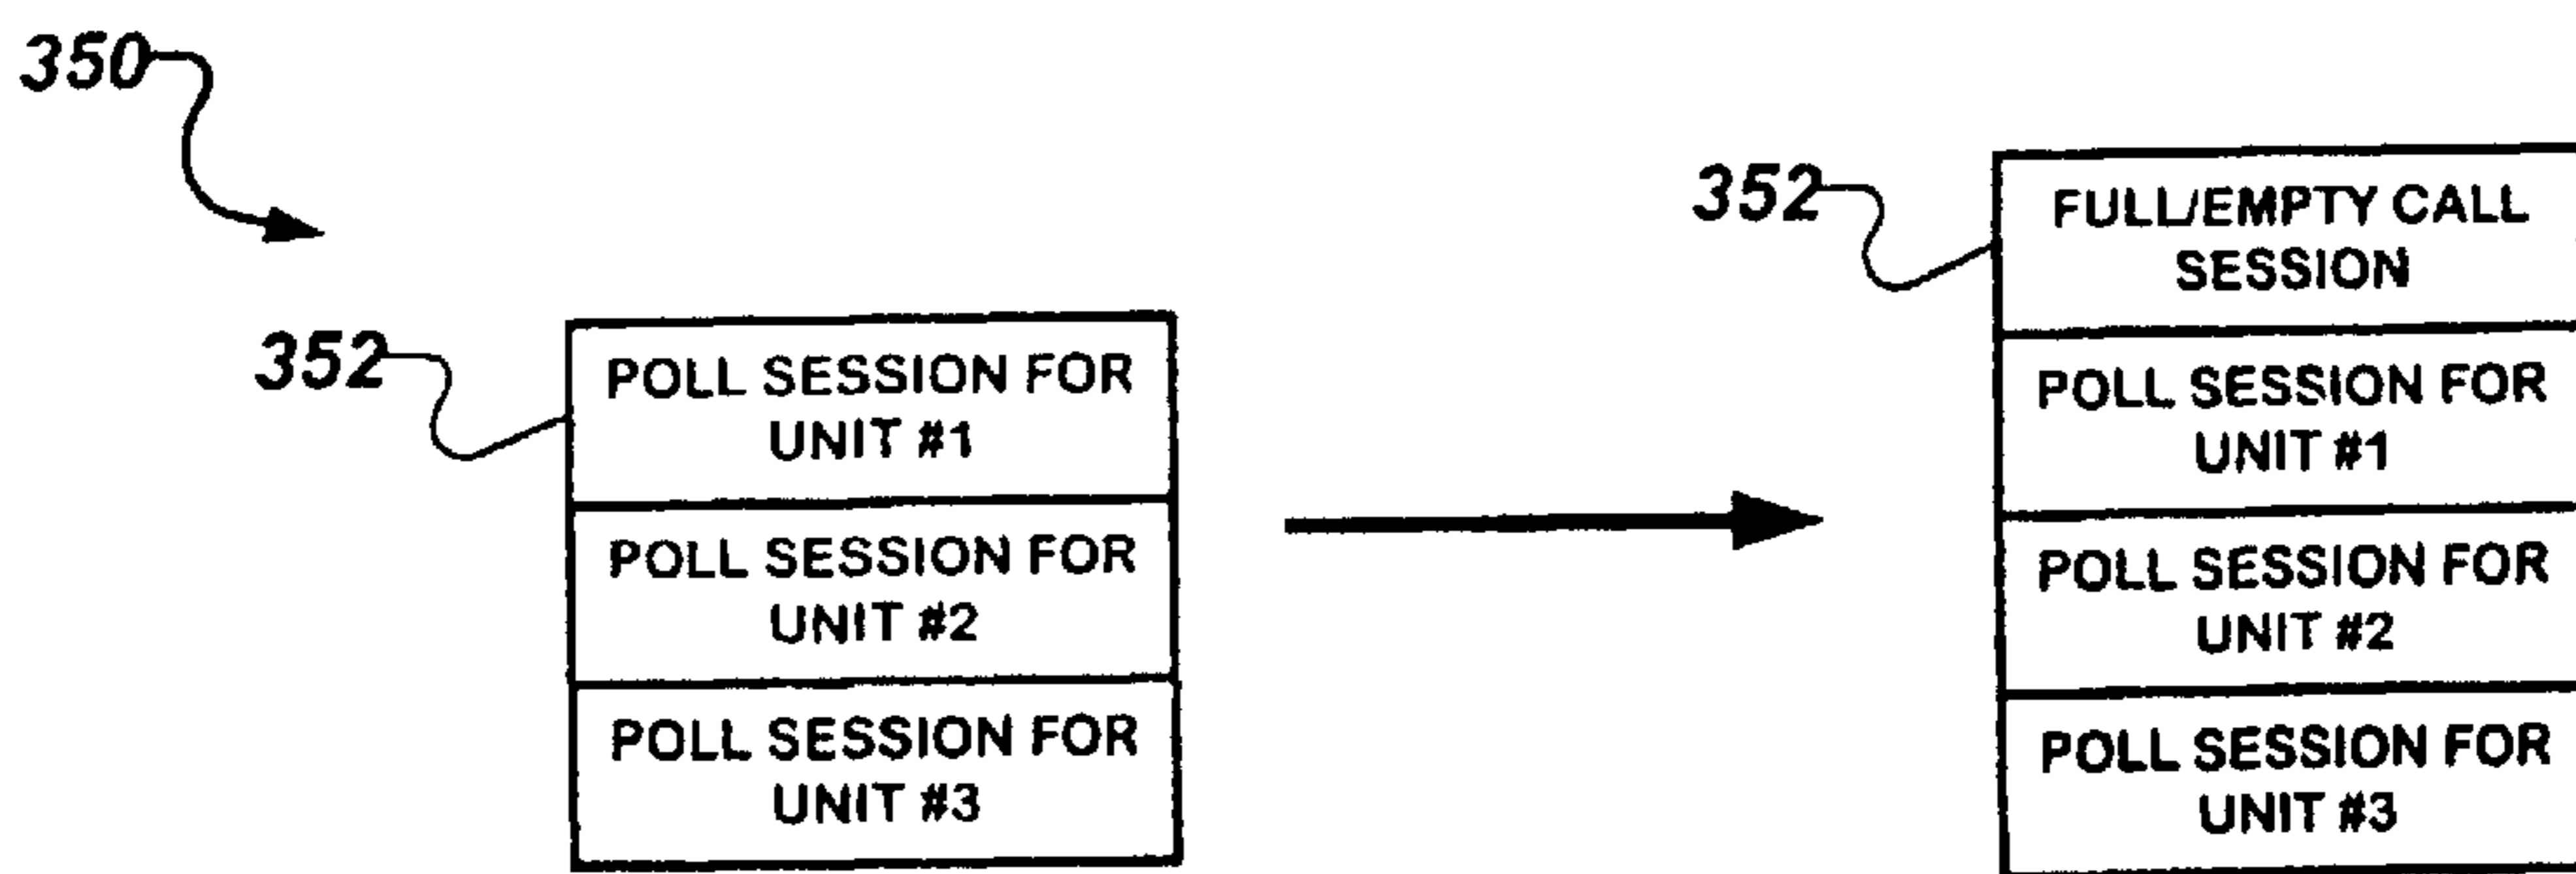 350
352
POLL SESSION FOR
UNIT #1
POLL SESSION FOR
UNIT #2
POLL SESSION FOR
UNIT #3
352
FULL/EMPTY CALL
SESSION
POLL SESSION FOR
UNIT #1
POLL SESSION FOR
UNIT #2
POLL SESSION FOR
UNIT #3